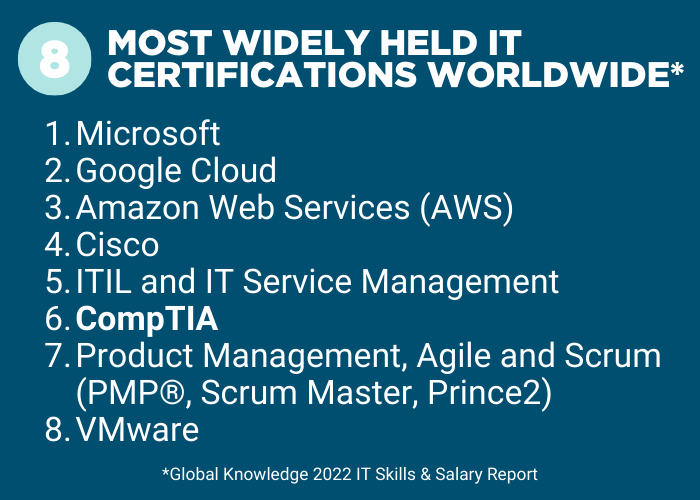 8
MOST WIDELY HELD IT
CERTIFICATIONS WORLDWIDE*
1. Microsoft
2. Google Cloud
3. Amazon Web Services (AWS)
4. Cisco
5. ITIL and IT Service Management
6. CompTIA
7. Product Management, Agile and Scrum
(PMP®, Scrum Master, Prince2)
8. VMware
*Global Knowledge 2022 IT Skills & Salary Report